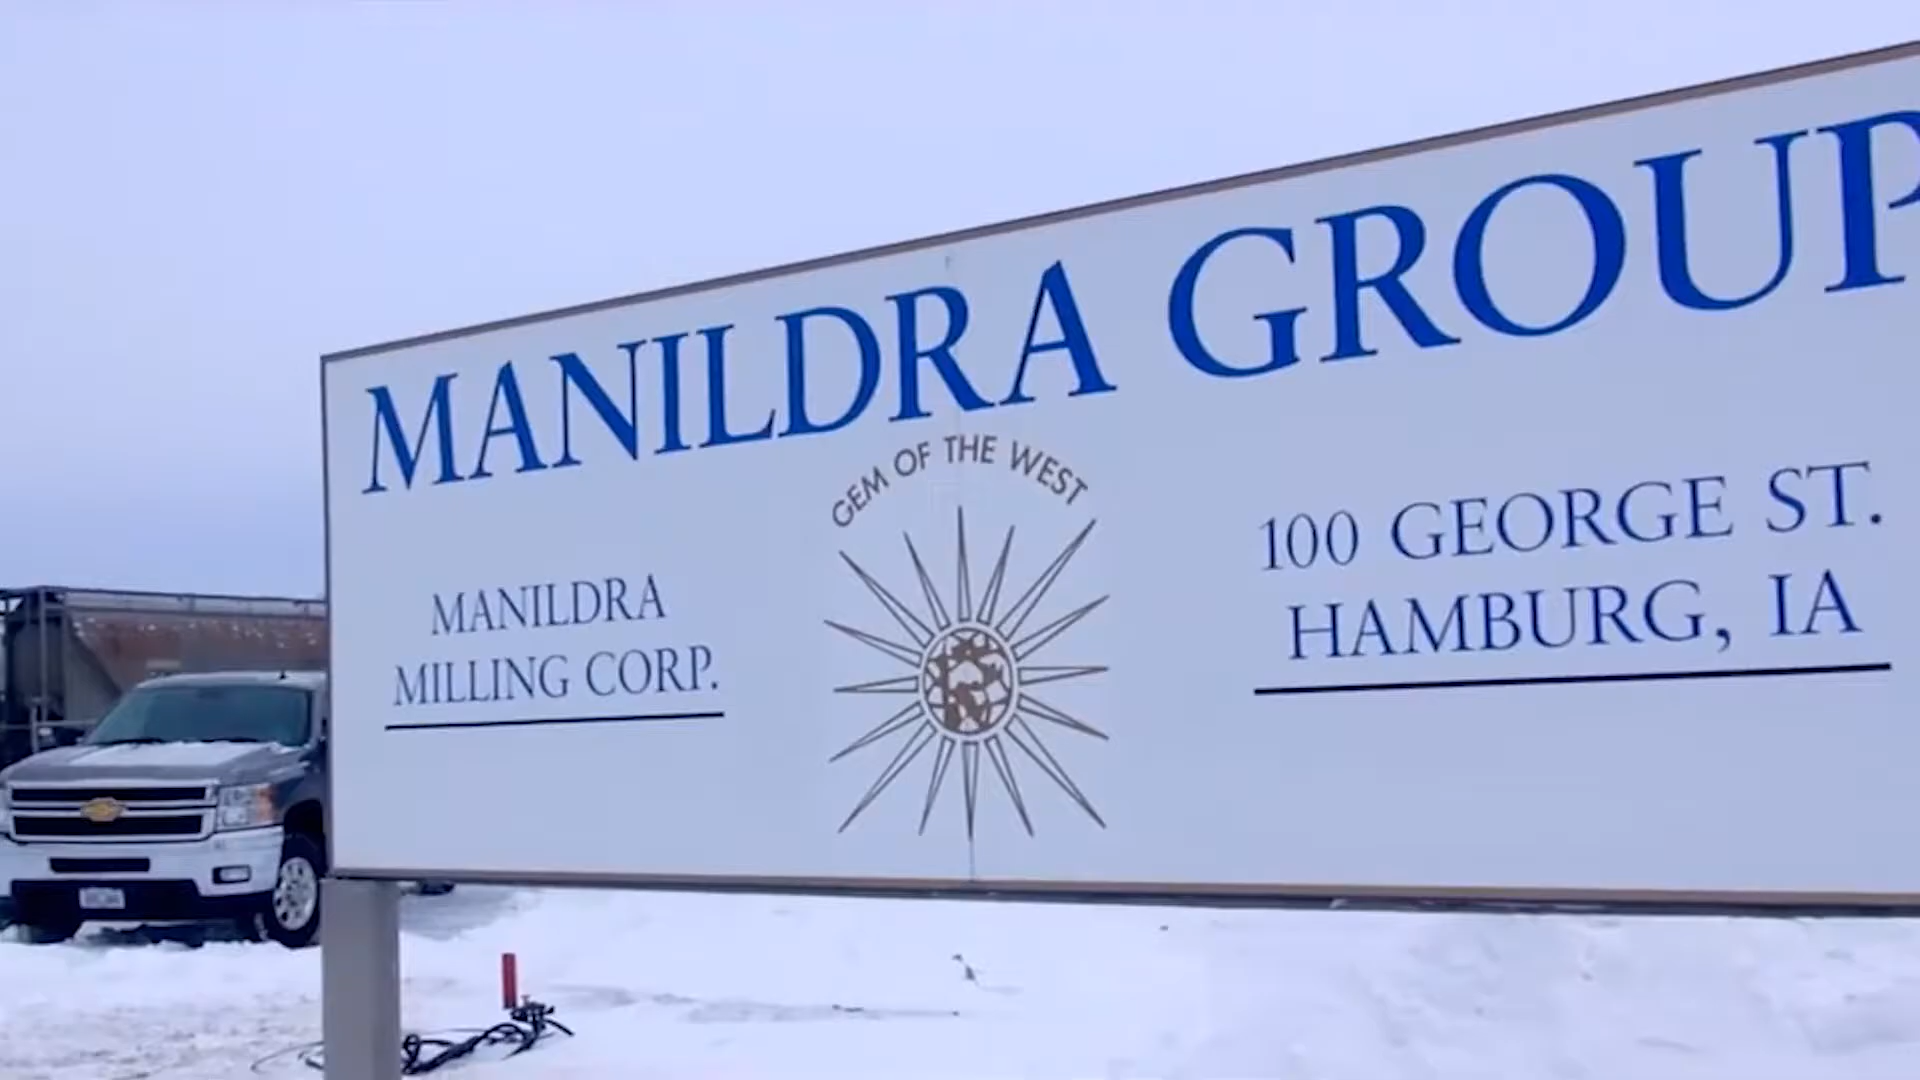 MANILDRA GROUP
GEM OF THE WEST
MANILDRA
MILLING CORP.
100 GEORGE ST.
HAMBURG, IA